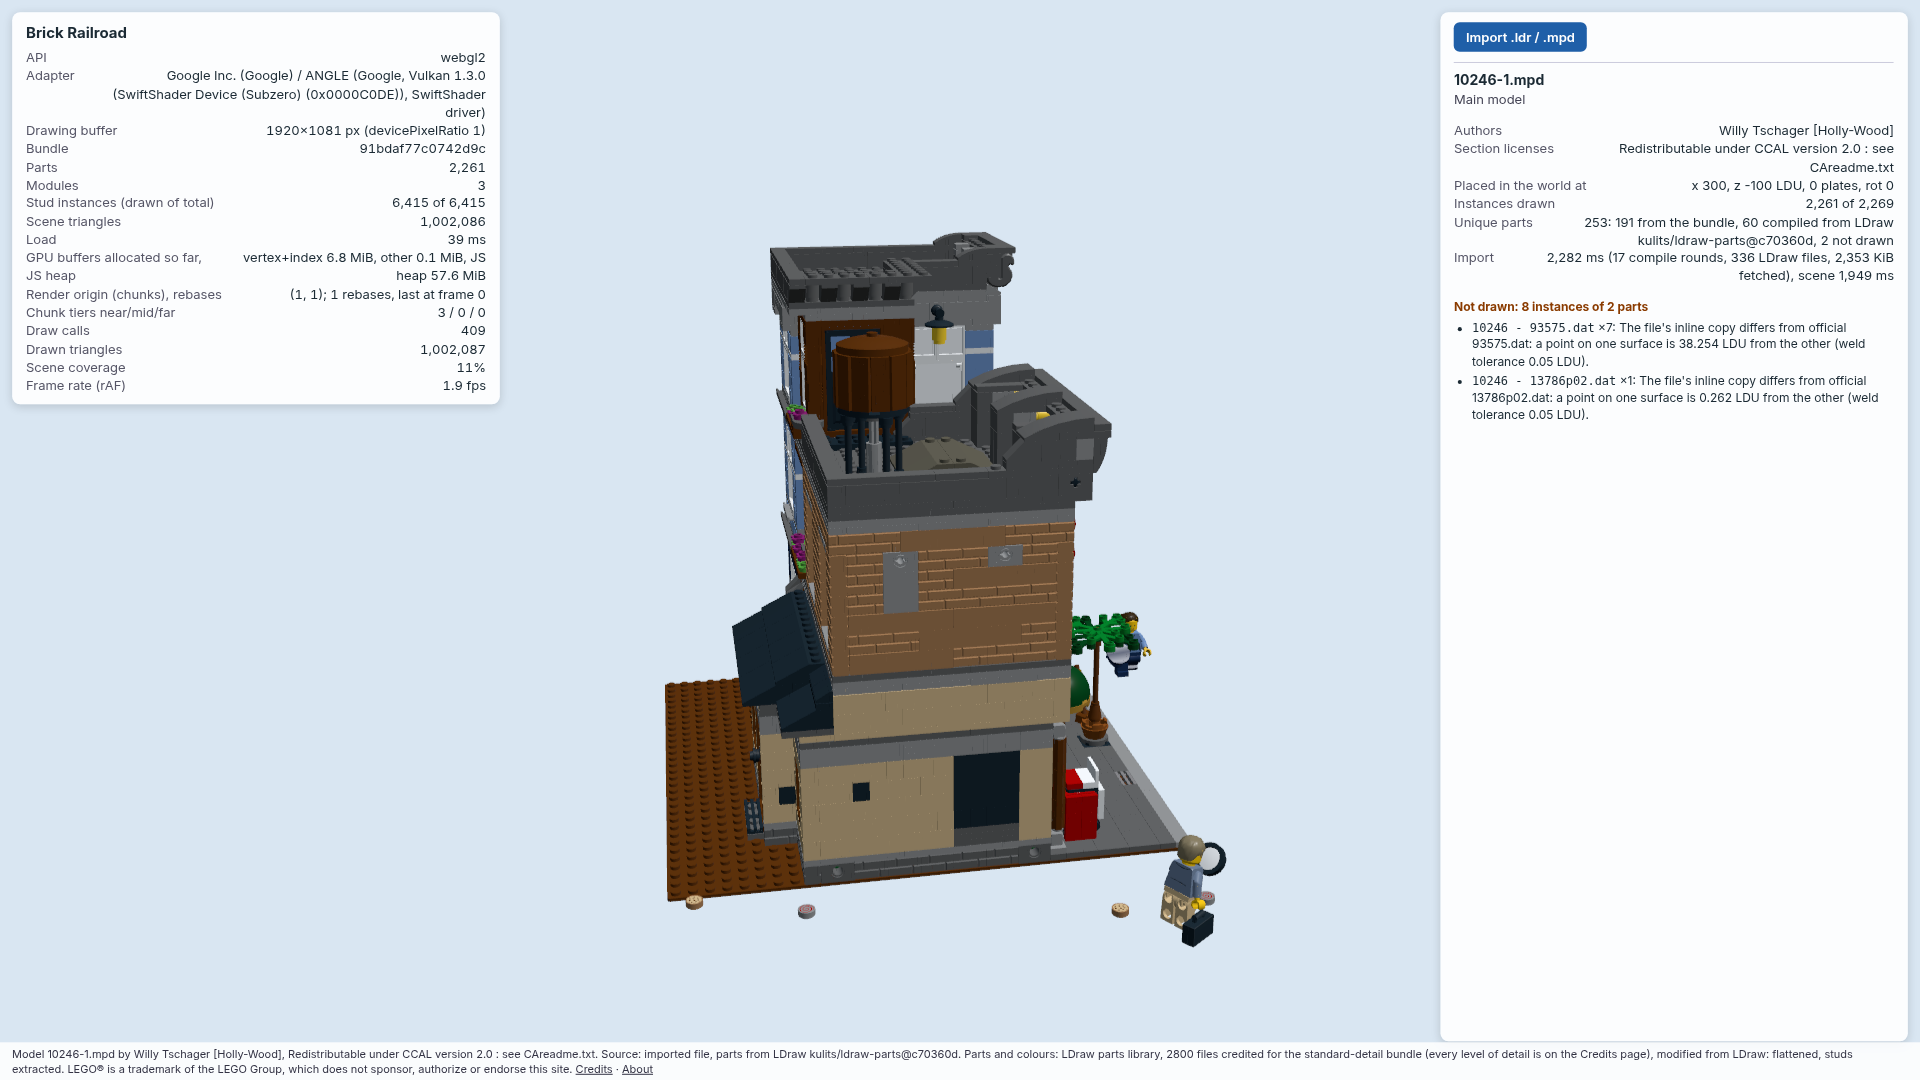 Brick Railroad
API webgl2
Adapter Google Inc. (Google) / ANGLE (Google, Vulkan 1.3.0
(SwiftShader Device (Subzero) (0x0000C0DE)), SwiftShader
driver)
Drawing buffer 1920×1081 px (devicePixelRatio 1)
Bundle 91bdaf77c0742d9c
Parts 2,261
Modules 3
Stud instances (drawn of total) 6,415 of 6,415
Scene triangles 1,002,086
Load 39 ms
GPU buffers allocated so far, vertex+index 6.8 MiB, other 0.1 MiB, JS
JS heap heap 57.6 MiB
Render origin (chunks), rebases (1, 1); 1 rebases, last at frame 0
Chunk tiers near/mid/far 3 / 0 / 0
Draw calls 409
Drawn triangles 1,002,087
Scene coverage 11%
Frame rate (rAF) 1.9 fps
Import .ldr / .mpd
10246-1.mpd
Main model
Authors Willy Tschager [Holly-Wood]
Section licenses Redistributable under CCAL version 2.0 : see
CAreadme.txt
Placed in the world at x 300, z -100 LDU, 0 plates, rot 0
Instances drawn 2,261 of 2,269
Unique parts 253: 191 from the bundle, 60 compiled from LDraw
kulits/ldraw-parts@c70360d, 2 not drawn
Import 2,282 ms (17 compile rounds, 336 LDraw files, 2,353 KiB
fetched), scene 1,949 ms
Not drawn: 8 instances of 2 parts
• 10246 - 93575.dat ×7: The file's inline copy differs from official
93575.dat: a point on one surface is 38.254 LDU from the other (weld
tolerance 0.05 LDU).
• 10246 - 13786p02.dat ×1: The file's inline copy differs from official
13786p02.dat: a point on one surface is 0.262 LDU from the other (weld
tolerance 0.05 LDU).
Model 10246-1.mpd by Willy Tschager [Holly-Wood], Redistributable under CCAL version 2.0 : see CAreadme.txt. Source: imported file, parts from LDraw kulits/ldraw-parts@c70360d. Parts and colours: LDraw parts library, 2800 files credited for the standard-detail bundle (every level of detail is on the Credits page), modified from LDraw: flattened, studs
extracted. LEGO® is a trademark of the LEGO Group, which does not sponsor, authorize or endorse this site. Credits · About